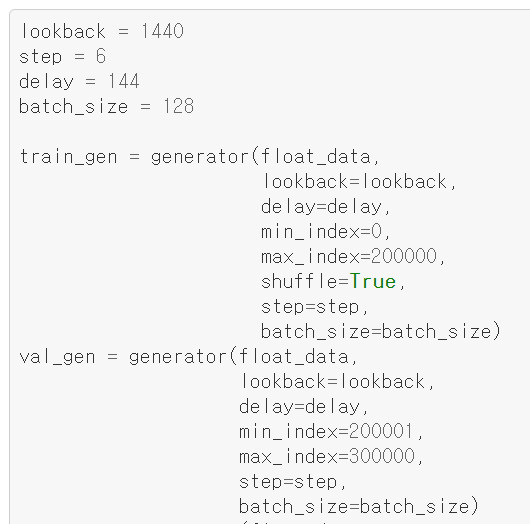 lookback = 1440
step = 6
delay = 144
batch_size = 128
train_gen = generator(float_data,
lookback=lookback,
delay=delay,
min_index=0,
max_index=200000,
shuffle=True,
step=step,
batch_size=batch_size)
val_gen = generator(float_data,
lookback=lookback,
delay=delay,
min_index=200001,
max_index=300000,
step=step,
batch_size=batch_size)